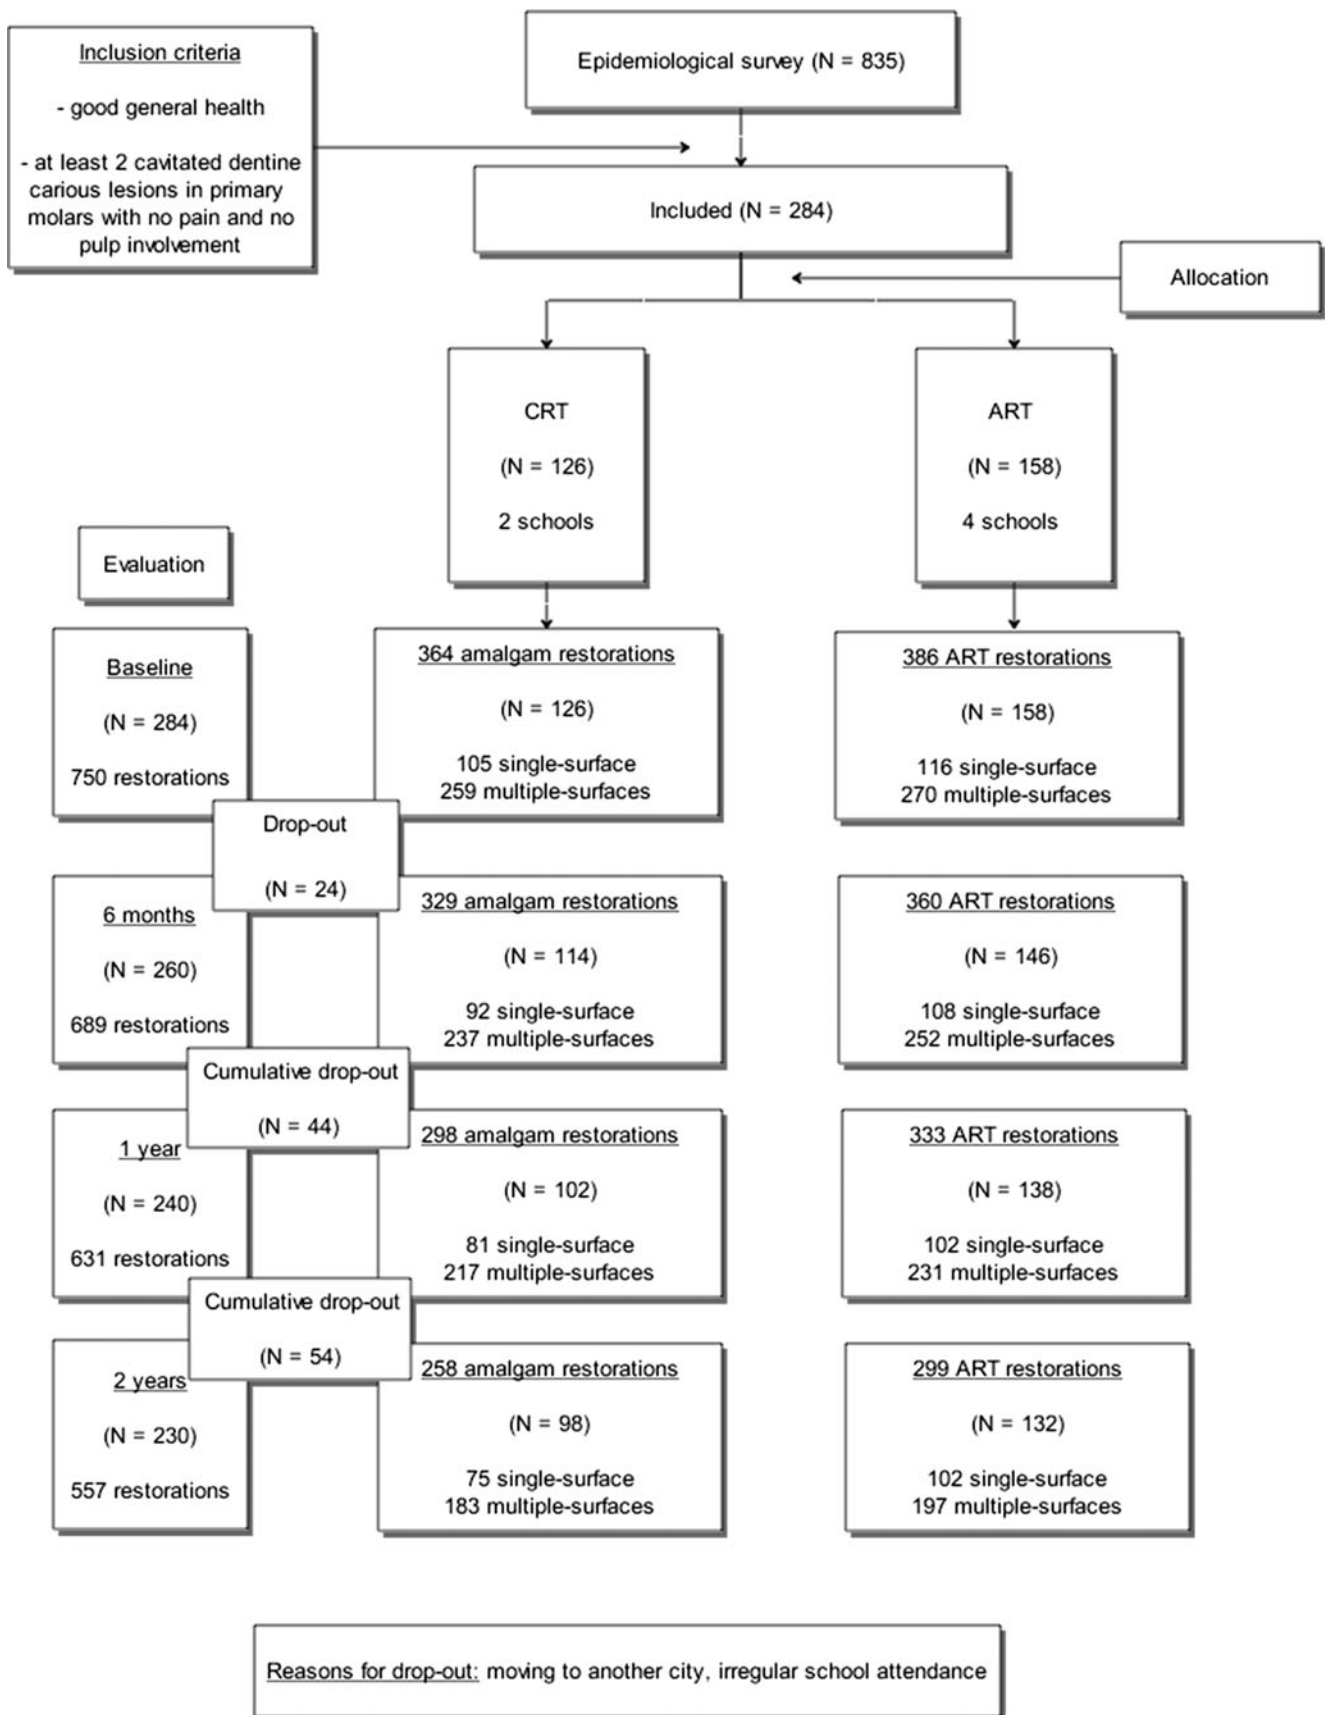 Inclusion criteria
- good general health
- at least 2 cavitated dentine
carious lesions in primary
molars with no pain and no
pulp involvement
Epidemiological survey (N = 835)
Included (N = 284)
Allocation
CRT
(N = 126)
2 schools
ART
(N = 158)
4 schools
Evaluation
Baseline
(N = 284)
750 restorations
364 amalgam restorations
(N = 126)
105 single-surface
259 multiple-surfaces
386 ART restorations
(N = 158)
116 single-surface
270 multiple-surfaces
Drop-out
(N = 24)
6 months
(N = 260)
689 restorations
329 amalgam restorations
(N = 114)
92 single-surface
237 multiple-surfaces
360 ART restorations
(N = 146)
108 single-surface
252 multiple-surfaces
Cumulative drop-out
(N = 44)
1 year
(N = 240)
631 restorations
298 amalgam restorations
(N = 102)
81 single-surface
217 multiple-surfaces
333 ART restorations
(N = 138)
102 single-surface
231 multiple-surfaces
Cumulative drop-out
(N = 54)
2 years
(N = 230)
557 restorations
258 amalgam restorations
(N = 98)
75 single-surface
183 multiple-surfaces
299 ART restorations
(N = 132)
102 single-surface
197 multiple-surfaces
Reasons for drop-out: moving to another city, irregular school attendance